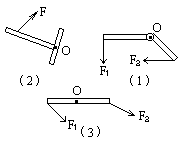 F
O
(2)
O
F₁
F₂
(1)
O
F₁
F₂
(3)